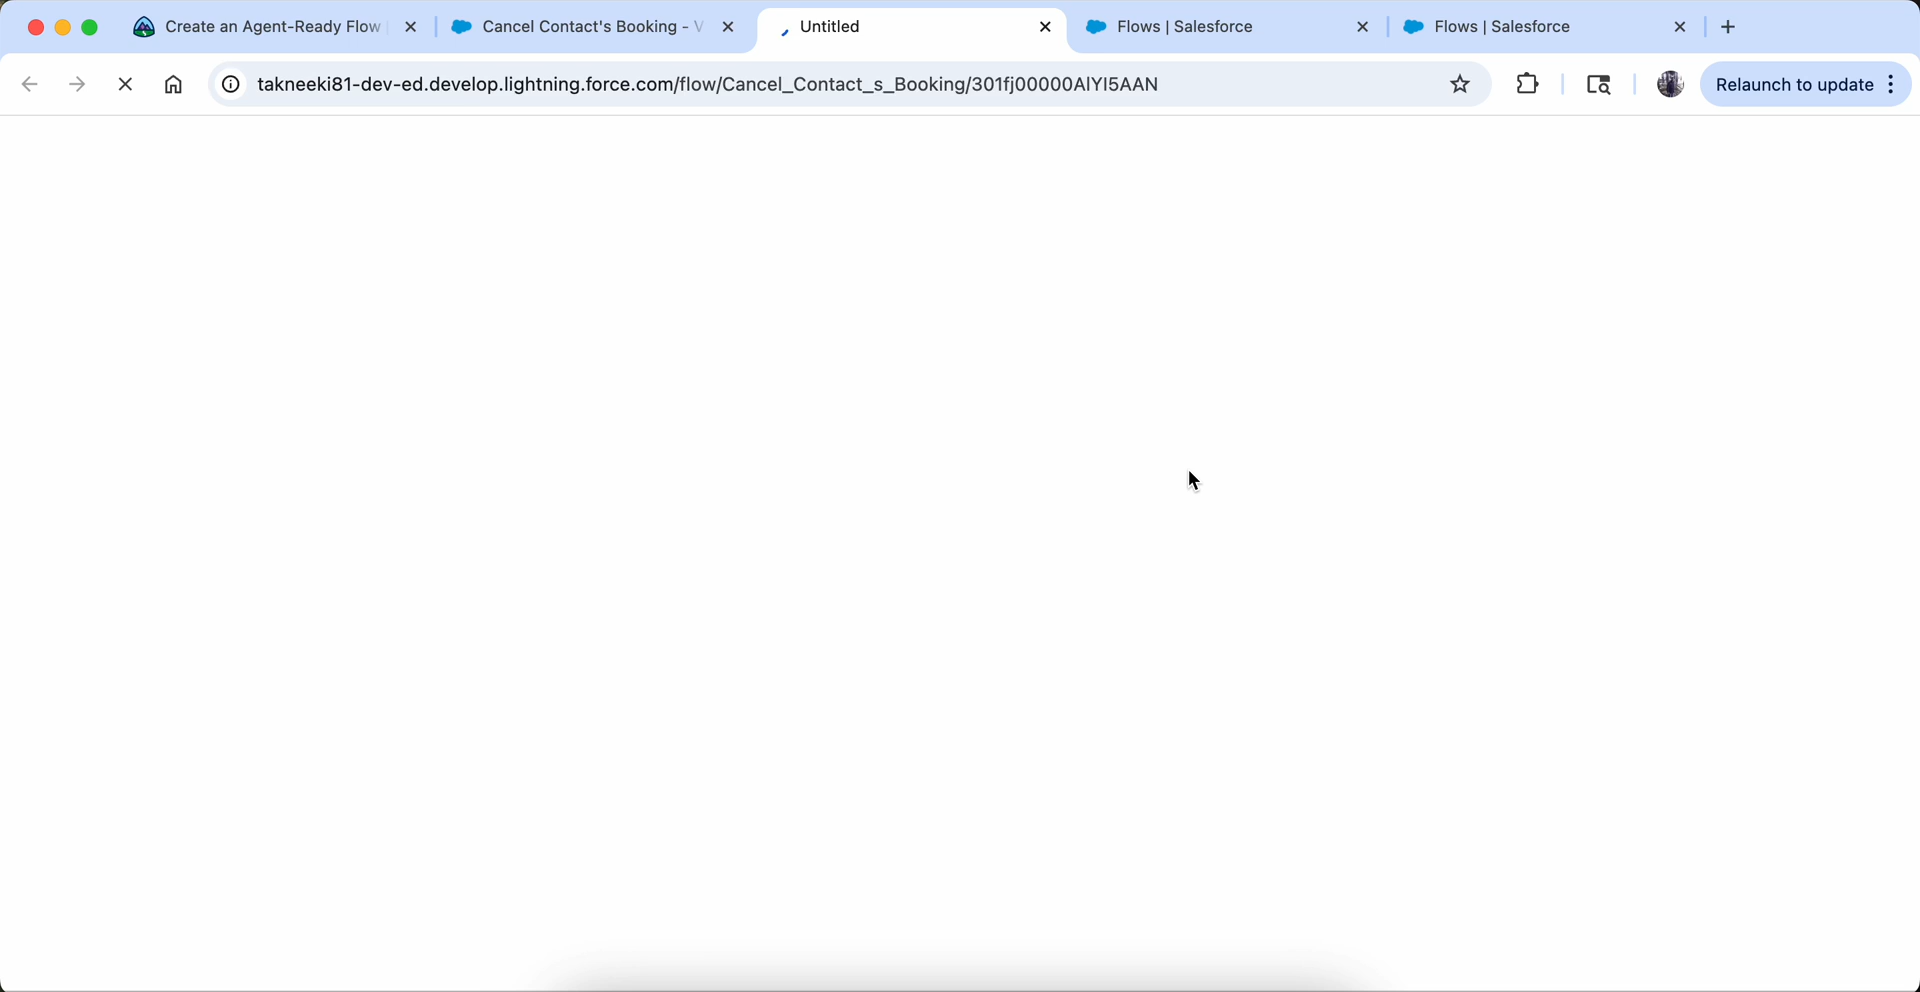 Create an Agent-Ready Flow
Cancel Contact's Booking - V
Untitled
Flows | Salesforce
Flows | Salesforce
takneeki81-dev-ed.develop.lightning.force.com/flow/Cancel_Contact_s_Booking/301fj00000AlYI5AAN
Relaunch to update